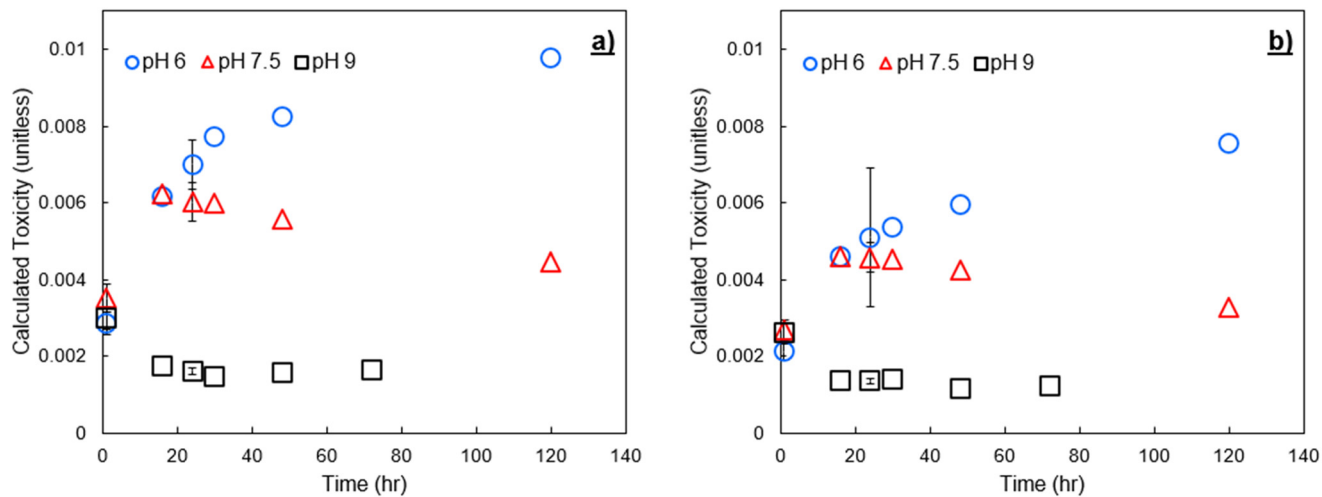 a)
pH 6 pH 7.5 pH 9
Calculated Toxicity (unitless)
0.01
0.008
0.006
0.004
0.002
0
0 20 40 60 80 100 120 140
Time (hr)
b)
pH 6 pH 7.5 pH 9
Calculated Toxicity (unitless)
0.01
0.008
0.006
0.004
0.002
0
0 20 40 60 80 100 120 140
Time (hr)